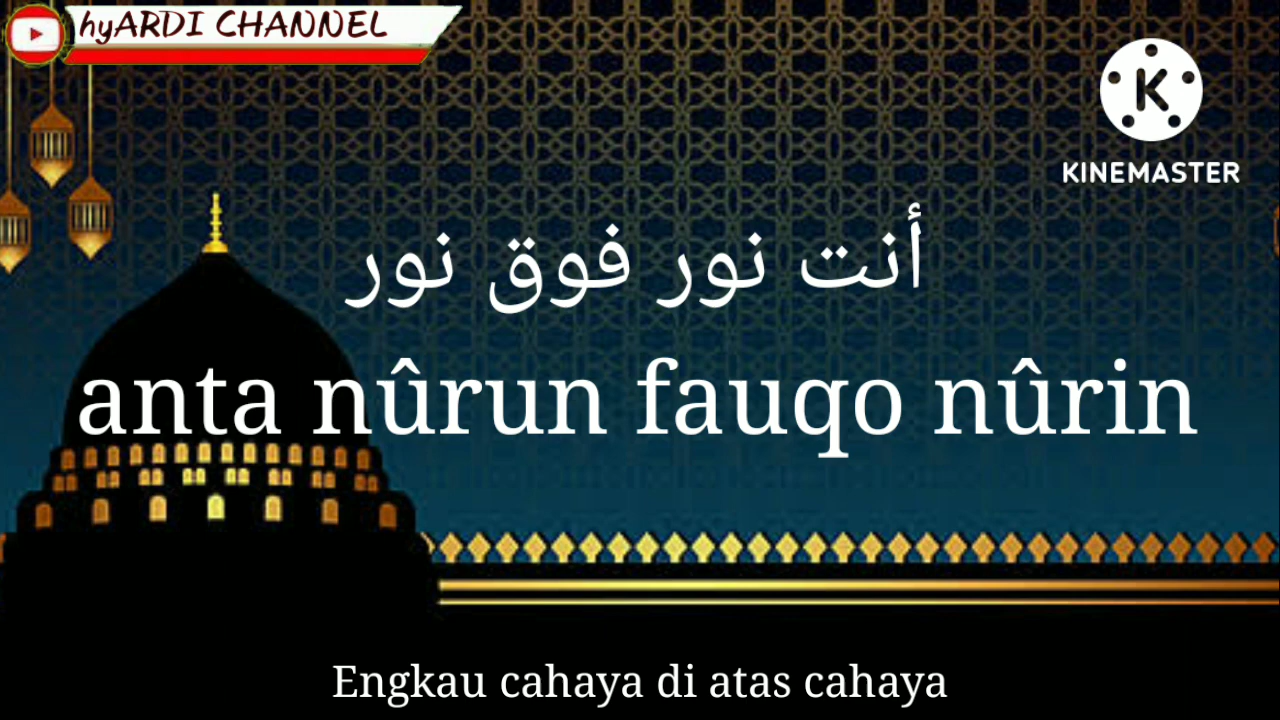 hyARDI CHANNEL
KINEMASTER
أنت نور فوق نور
anta nûrun fauqo nûrin
Engkau cahaya di atas cahaya